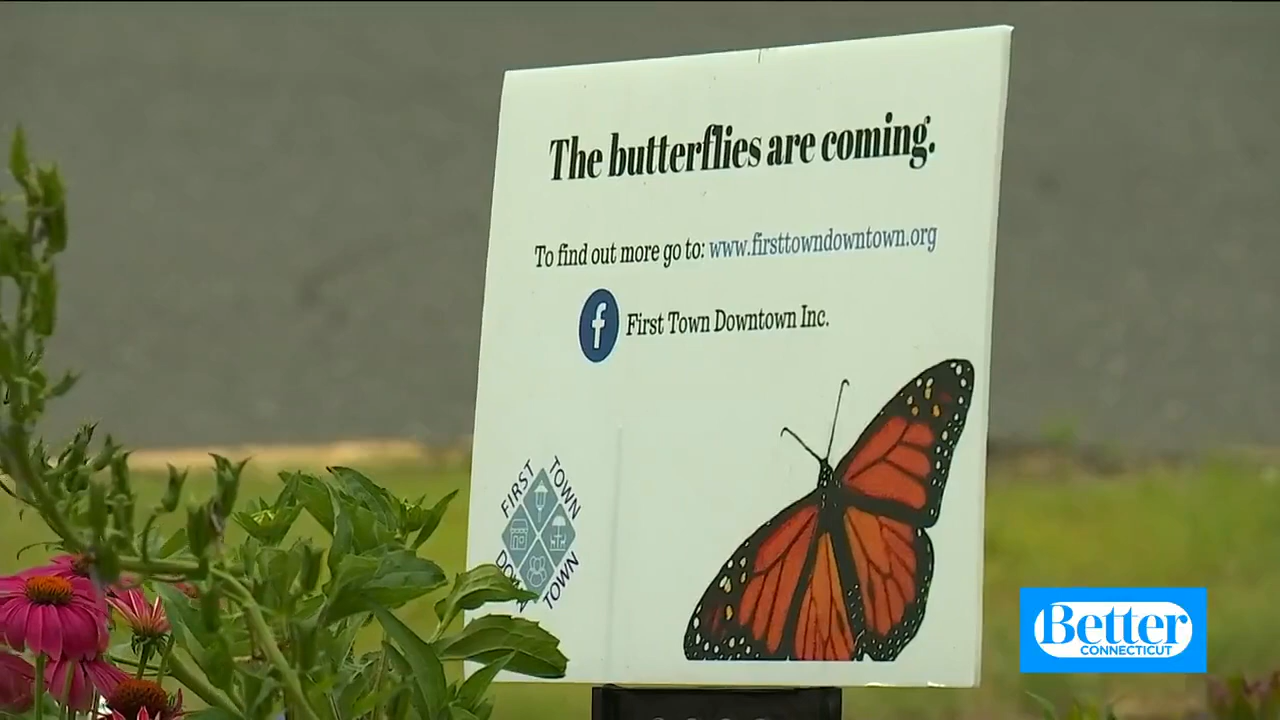 The butterflies are coming.
To find out more go to: www.firsttowndowntown.org
f First Town Downtown Inc.
FIRST TOWN
DOWN TOWN
Better
CONNECTICUT